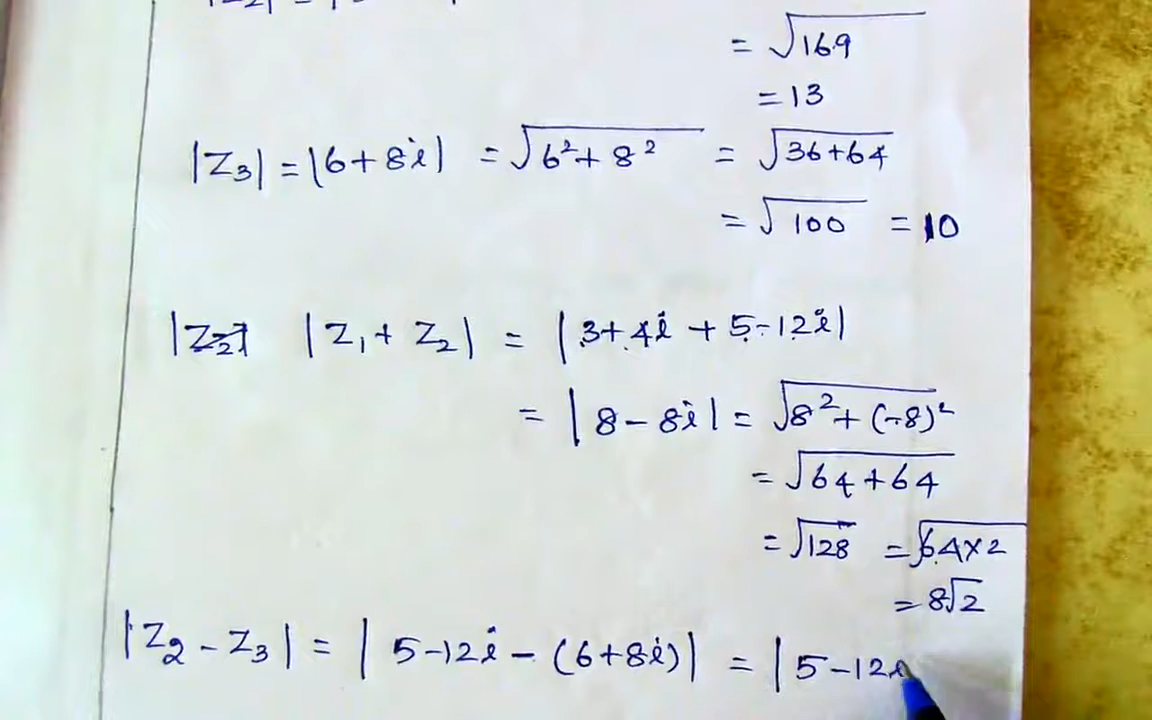 = √169
= 13
|Z₃| = |6+8i| = √6²+8² = √36+64
= √100 = 10
|Z₁+Z₂| = |3+4i+5-12i|
= |8-8i| = √8²+(-8)²
= √64+64
= √128 = √64×2
= 8√2
|Z₂-Z₃| = |5-12i-(6+8i)| = |5-12i